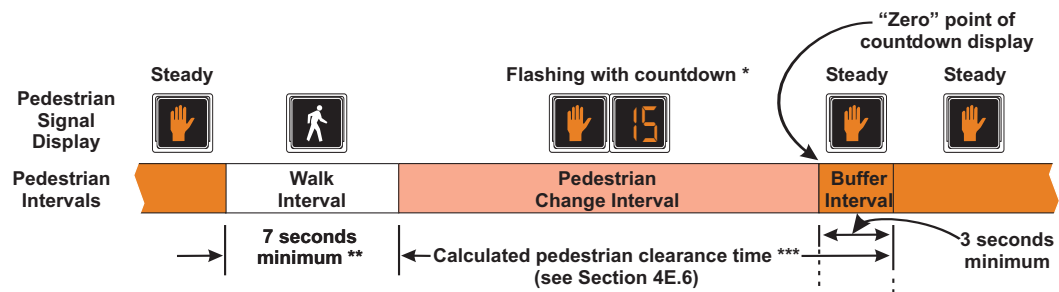 “Zero” point of
countdown display
Steady
Flashing with countdown *
Steady
Steady
Pedestrian
Signal
Display
15
Pedestrian
Intervals
Walk
Interval
Pedestrian
Change Interval
Buffer
Interval
7 seconds
minimum **
Calculated pedestrian clearance time ***
(see Section 4E.6)
3 seconds
minimum